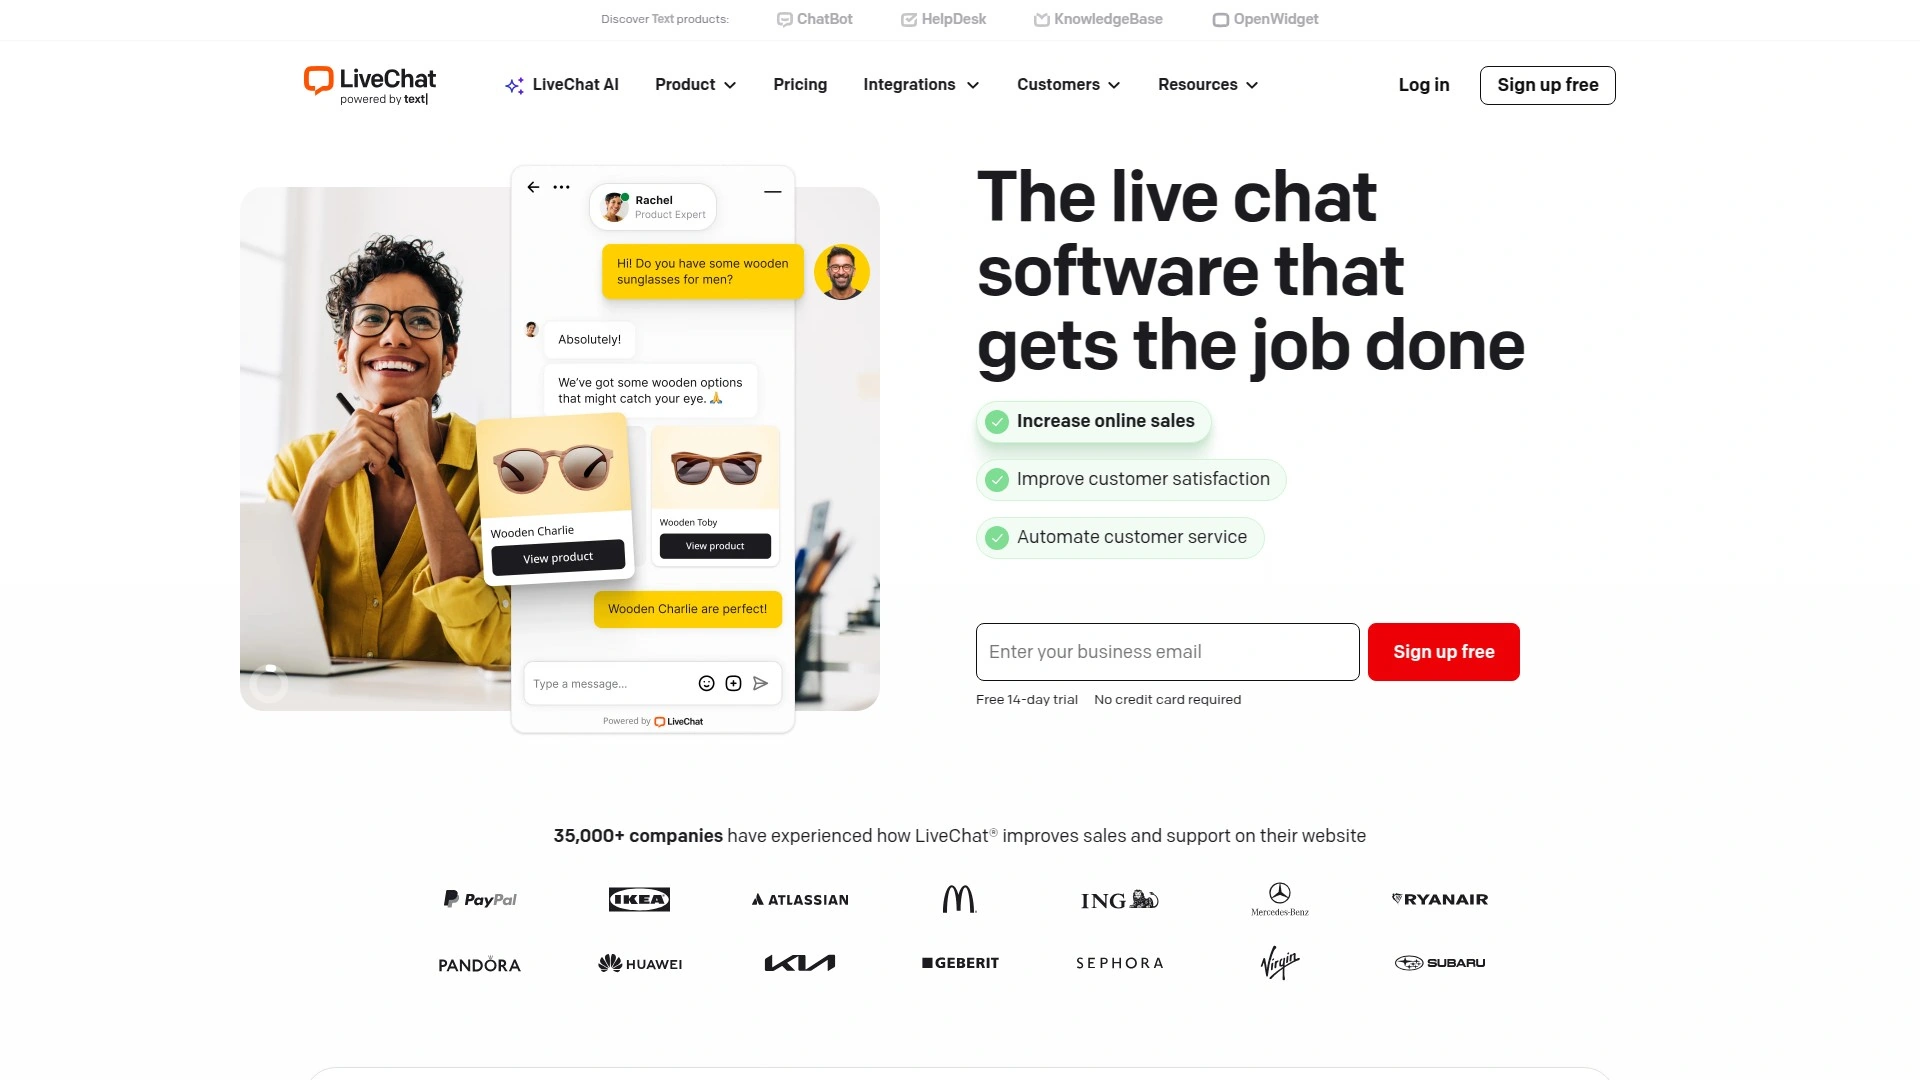 Discover Text products:
ChatBot
HelpDesk
KnowledgeBase
OpenWidget
LiveChat
powered by text|
LiveChat AI
Product
Pricing
Integrations
Customers
Resources
Log in
Sign up free
Rachel
Product Expert
Hi! Do you have some wooden
sunglasses for men?
Absolutely!
We've got some wooden options
that might catch your eye. 🙏
Wooden Charlie
View product
Wooden Toby
View product
Wooden Charlie are perfect!
Type a message...
Powered by LiveChat
The live chat
software that
gets the job done
Increase online sales
Improve customer satisfaction
Automate customer service
Enter your business email
Sign up free
Free 14-day trial
No credit card required
35,000+ companies have experienced how LiveChat® improves sales and support on their website
PayPal
IKEA
ATLASSIAN
ING
Mercedes-Benz
RYANAIR
PANDORA
HUAWEI
KIA
GEBERIT
SEPHORA
Virgin
SUBARU